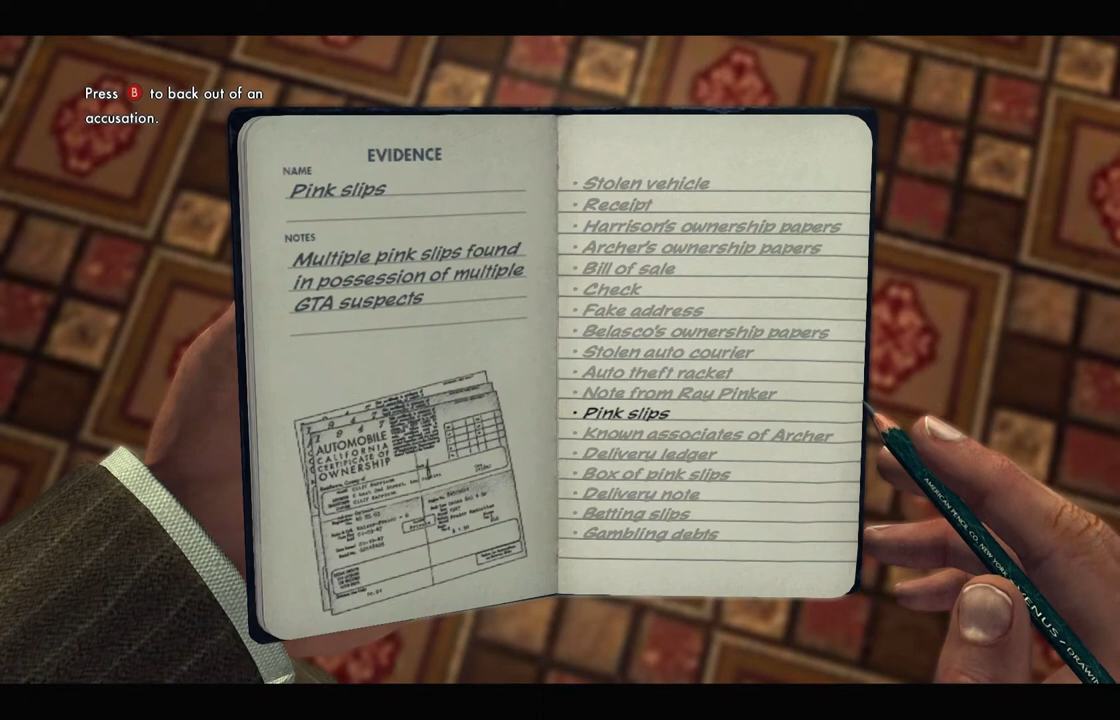 Press B to back out of an
accusation.
EVIDENCE
NAME
Pink slips
NOTES
Multiple pink slips found
in possession of multiple
GTA suspects
1947
AUTOMOBILE
CALIFORNIA
CERTIFICATE OF
OWNERSHIP
• Stolen vehicle
• Receipt
• Harrison's ownership papers
• Archer's ownership papers
• Bill of sale
• Check
• Fake address
• Belasco's ownership papers
• Stolen auto courier
• Auto theft racket
• Note from Ray Pinker
• Pink slips
• Known associates of Archer
• Delivery ledger
• Box of pink slips
• Delivery note
• Betting slips
• Gambling debts
AMERICAN PENCIL CO. NEW YORK VENUS / DRAWIN